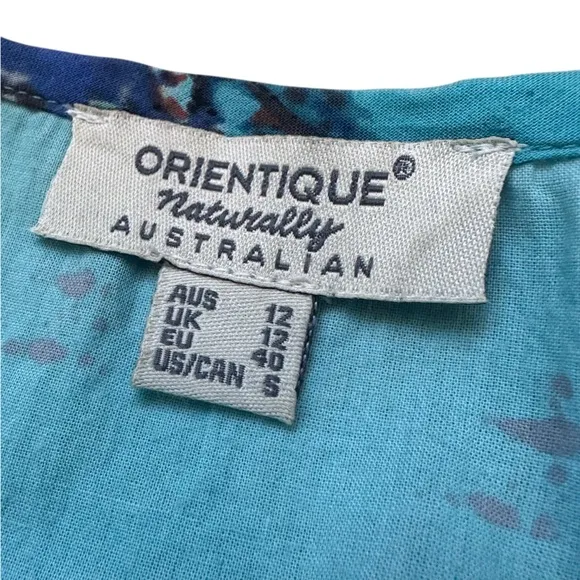 ORIENTIQUE®
naturally
AUSTRALIAN
AUS 12
UK 12
EU 40
US/CAN S